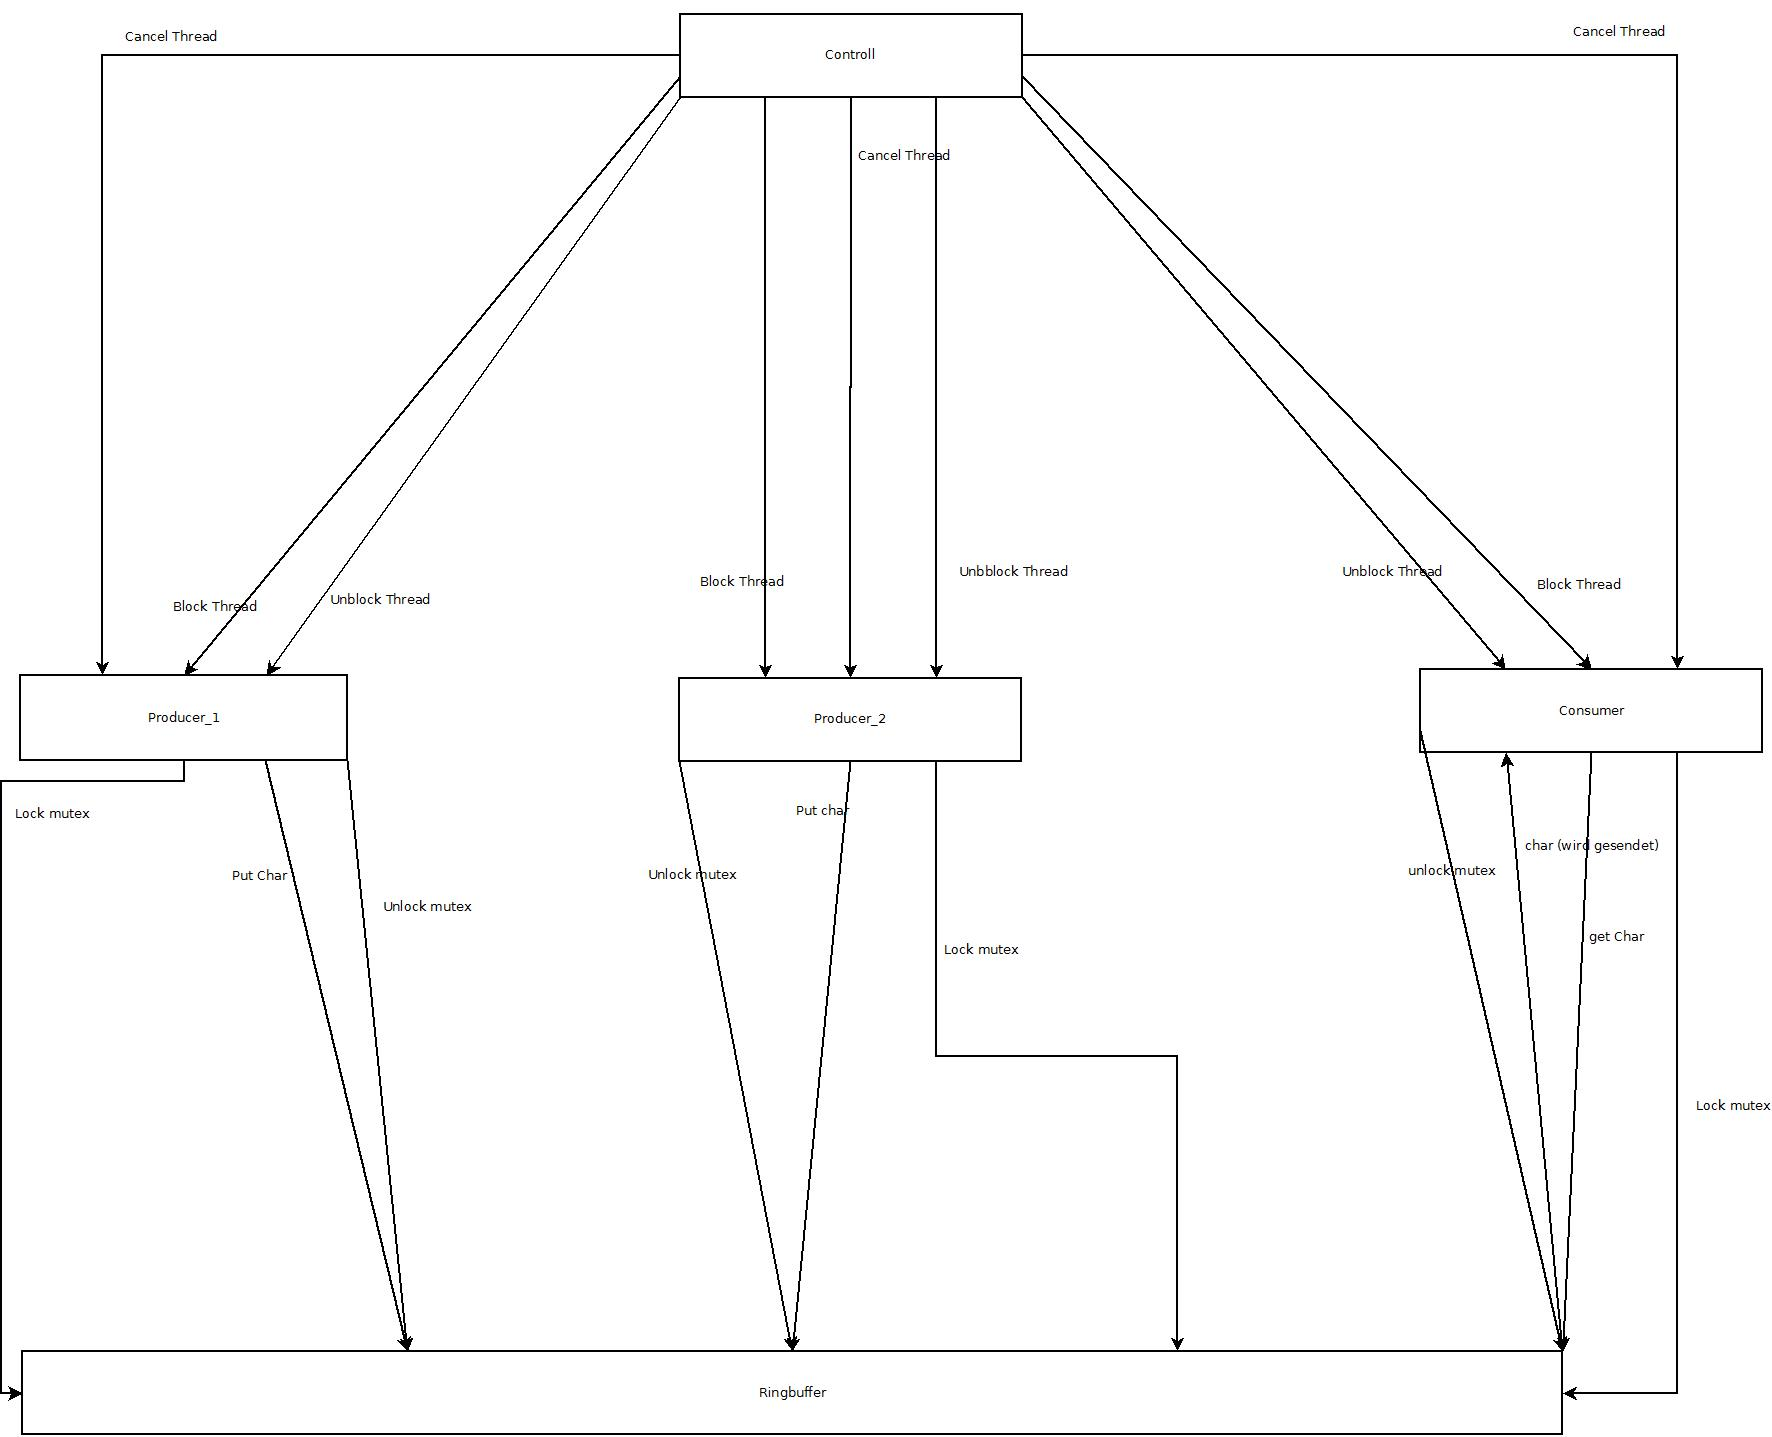 Cancel Thread
Controll
Cancel Thread
Cancel Thread
Block Thread
Unblock Thread
Block Thread
Unbblock Thread
Unblock Thread
Block Thread
Producer_1
Producer_2
Consumer
Lock mutex
Put Char
Unlock mutex
Put char
Unlock mutex
Lock mutex
char (wird gesendet)
unlock mutex
get Char
Lock mutex
Ringbuffer